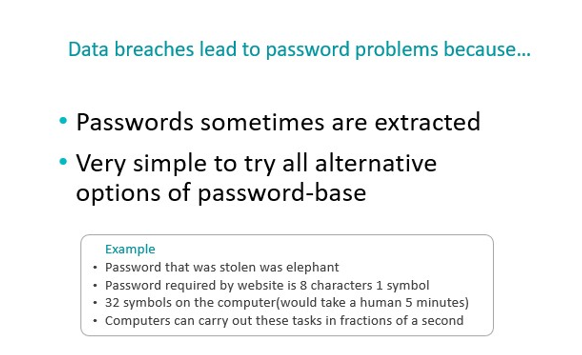 Data breaches lead to password problems because...
• Passwords sometimes are extracted
• Very simple to try all alternative
options of password-base
Example
• Password that was stolen was elephant
• Password required by website is 8 characters 1 symbol
• 32 symbols on the computer(would take a human 5 minutes)
• Computers can carry out these tasks in fractions of a second